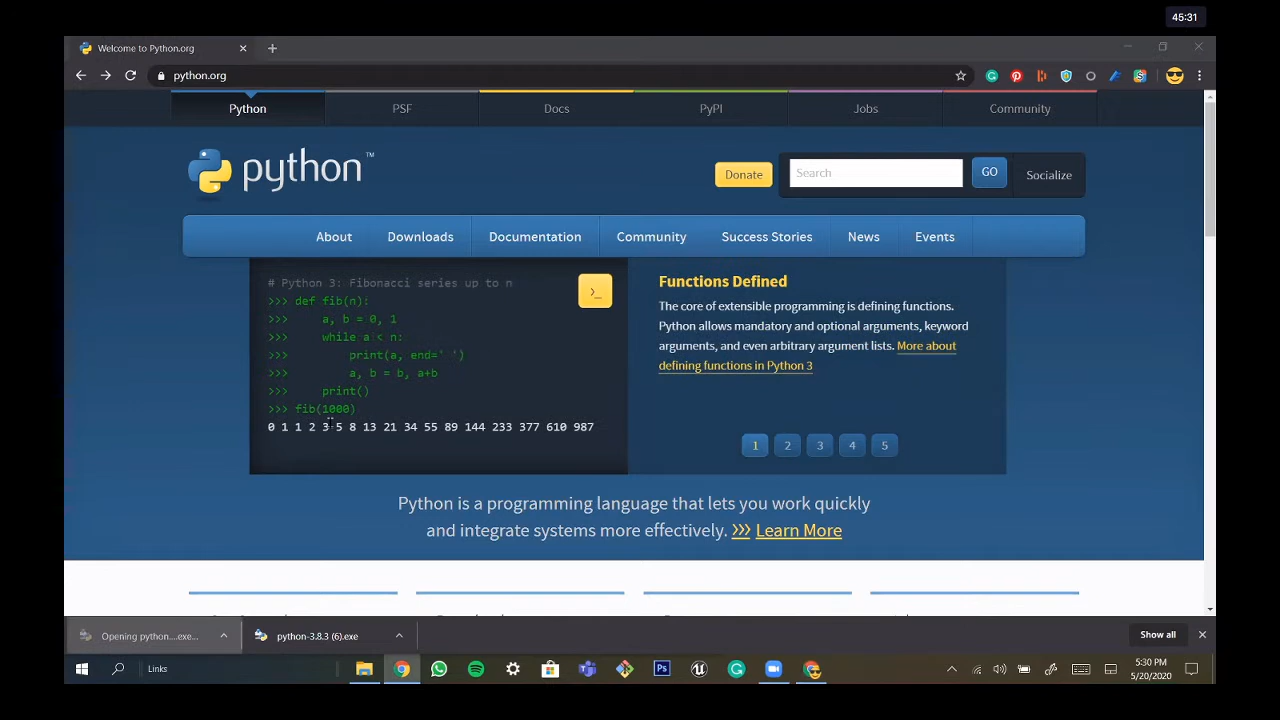 45:31
Welcome to Python.org
python.org
Python PSF Docs PyPI Jobs Community
python™
Donate Search GO Socialize
About Downloads Documentation Community Success Stories News Events
# Python 3: Fibonacci series up to n
>>> def fib(n):
>>>     a, b = 0, 1
>>>     while a < n:
>>>         print(a, end=' ')
>>>         a, b = b, a+b
>>>     print()
>>> fib(1000)
0 1 1 2 3 5 8 13 21 34 55 89 144 233 377 610 987
>_
Functions Defined
The core of extensible programming is defining functions.
Python allows mandatory and optional arguments, keyword
arguments, and even arbitrary argument lists. More about
defining functions in Python 3
1 2 3 4 5
Python is a programming language that lets you work quickly
and integrate systems more effectively. >>> Learn More
Opening python....exe... python-3.8.3 (6).exe Show all
Links
Ps
5:30 PM
5/20/2020